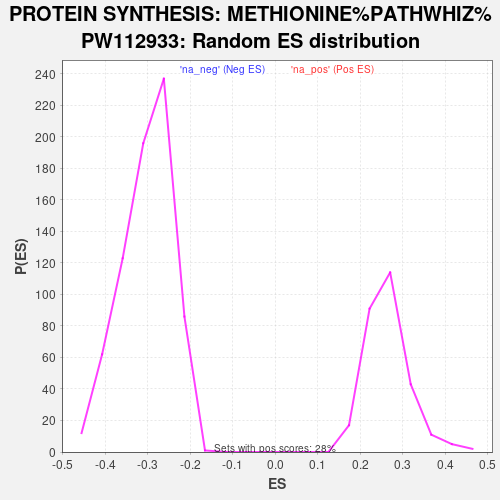 PROTEIN SYNTHESIS: METHIONINE%PATHWHIZ%
PW112933: Random ES distribution
'na_neg' (Neg ES) 'na_pos' (Pos ES)
240
220
200
180
160
140
120
100
80
60
40
20
0
P(ES)
Sets with pos scores: 28%
-0.5 -0.4 -0.3 -0.2 -0.1 0.0 0.1 0.2 0.3 0.4 0.5
ES